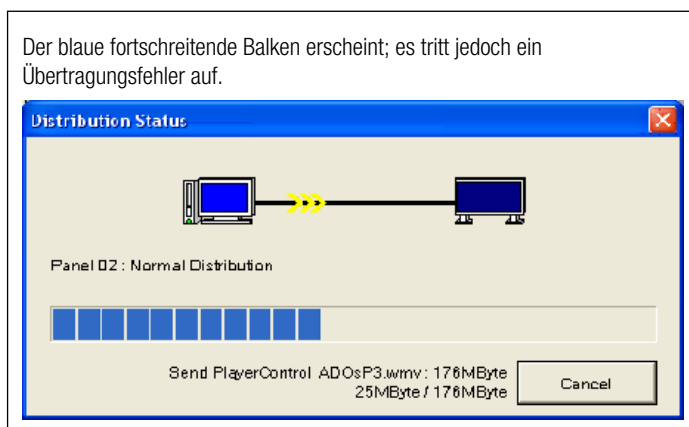 Der blaue fortschreitende Balken erscheint; es tritt jedoch ein
Übertragungsfehler auf.
Distribution Status
Panel 02 : Normal Distribution
Send PlayerControl ADOsP3.wmv : 176MByte
25MByte / 176MByte
Cancel